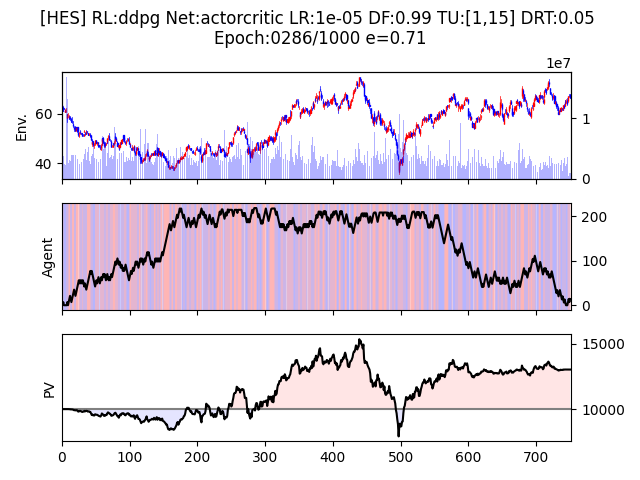 [HES] RL:ddpg Net:actorcritic LR:1e-05 DF:0.99 TU:[1,15] DRT:0.05
Epoch:0286/1000 e=0.71
1e7
Env.
60
40
1
0
Agent
200
100
0
PV
15000
10000
0 100 200 300 400 500 600 700